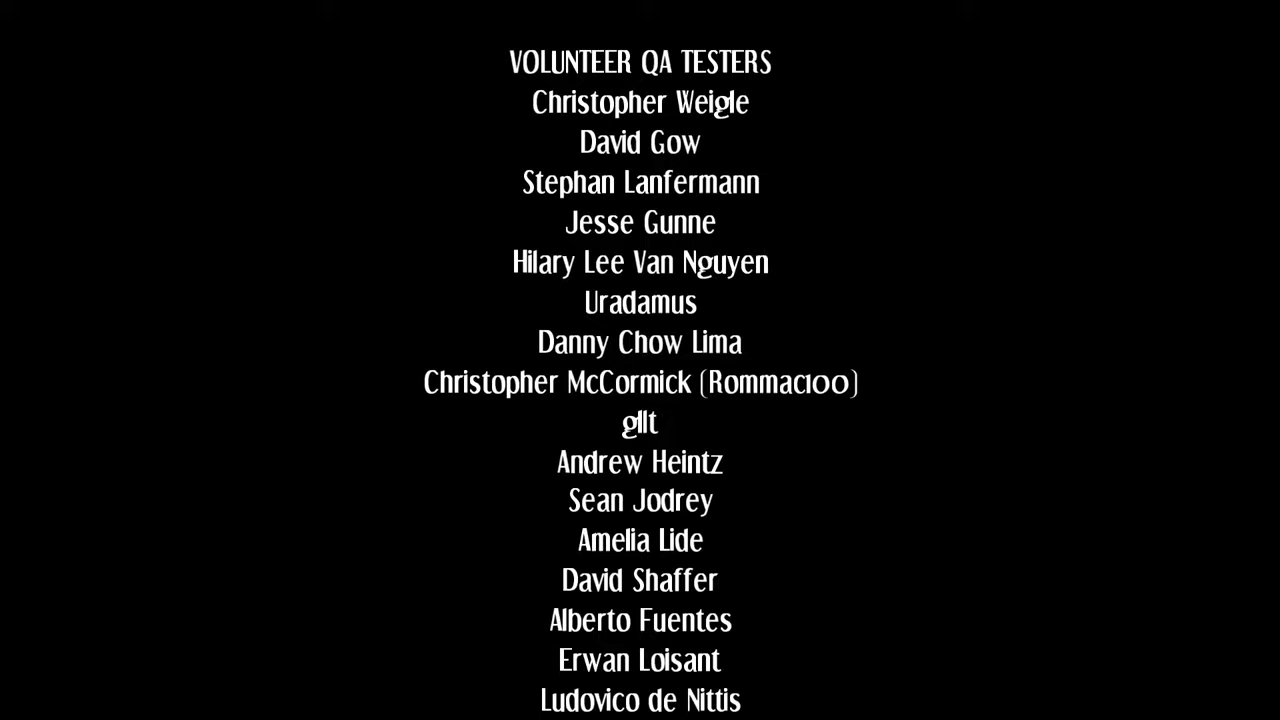 VOLUNTEER QA TESTERS
Christopher Weigle
David Gow
Stephan Lanfermann
Jesse Gunne
Hilary Lee Van Nguyen
Uradamus
Danny Chow Lima
Christopher McCormick (Rommac100)
gllt
Andrew Heintz
Sean Jodrey
Amelia Lide
David Shaffer
Alberto Fuentes
Erwan Loisant
Ludovico de Nittis